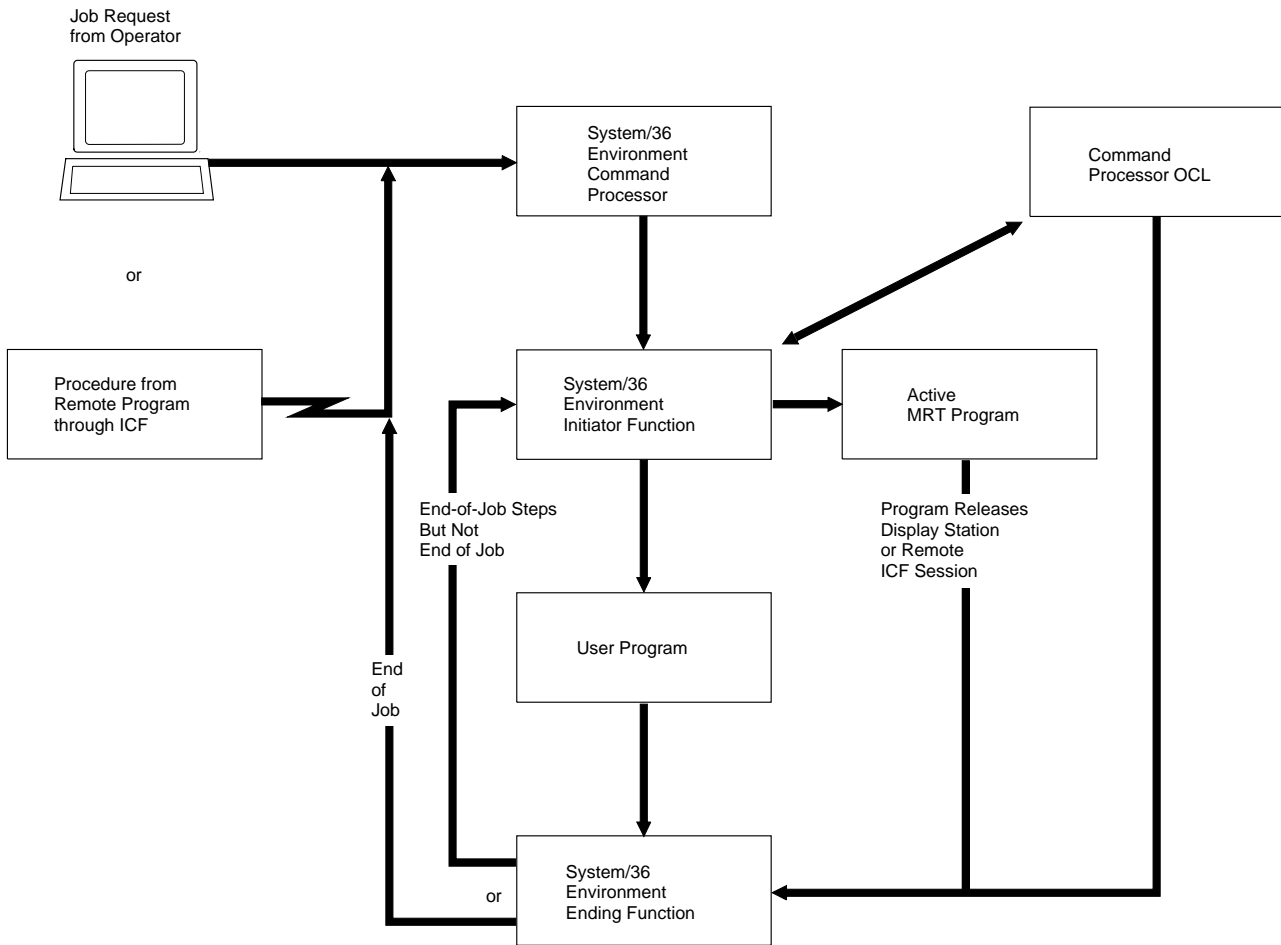 Job Request
from Operator
System/36
Environment
Command
Processor
Command
Processor OCL
or
Procedure from
Remote Program
through ICF
System/36
Environment
Initiator Function
Active
MRT Program
End-of-Job Steps
But Not
End of Job
Program Releases
Display Station
or Remote
ICF Session
User Program
End
of
Job
System/36
Environment
Ending Function
or